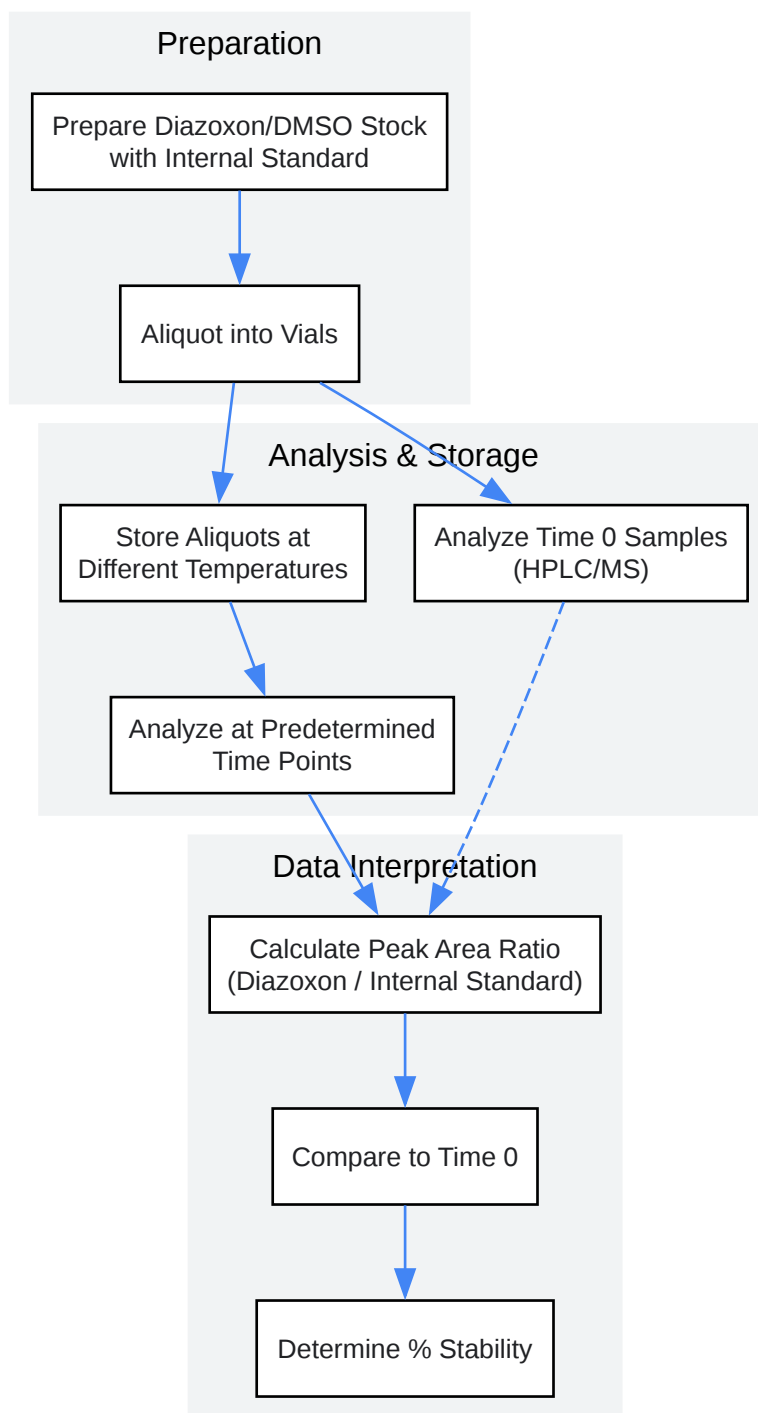 Preparation
Prepare Diazoxon/DMSO Stock
with Internal Standard
Aliquot into Vials
Analysis & Storage
Store Aliquots at
Different Temperatures
Analyze Time 0 Samples
(HPLC/MS)
Analyze at Predetermined
Time Points
Data Interpretation
Calculate Peak Area Ratio
(Diazoxon / Internal Standard)
Compare to Time 0
Determine % Stability